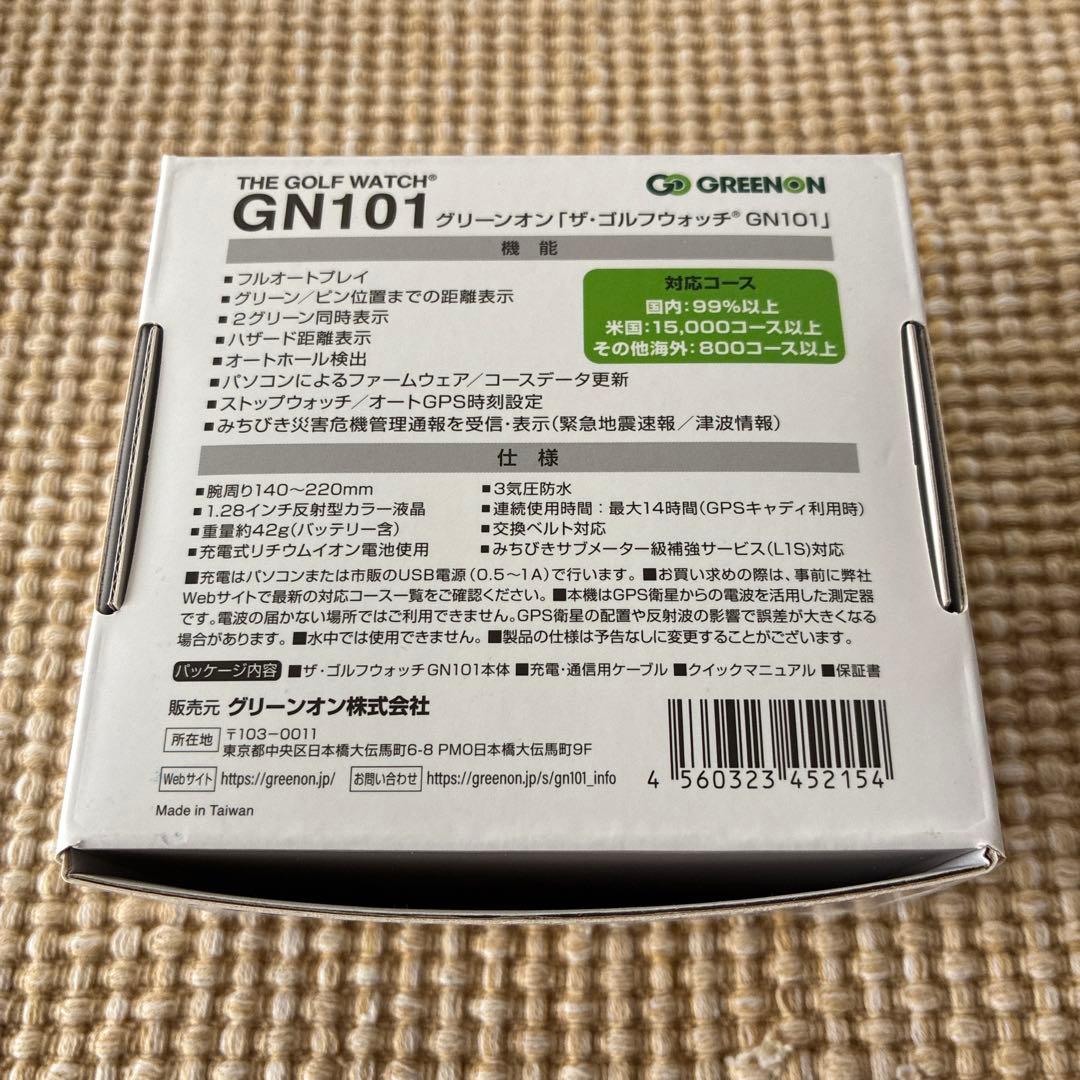 THE GOLF WATCH®
GO GREENON
GN101 グリーンオン「ザ・ゴルフウォッチ® GN101」
機能
■フルオートプレイ
■グリーン/ピン位置までの距離表示
■2グリーン同時表示
■ハザード距離表示
■オートホール検出
■パソコンによるファームウェア/コースデータ更新
■ストップウォッチ/オートGPS時刻設定
■みちびき災害危機管理通報を受信・表示(緊急地震速報/津波情報)
対応コース
国内:99%以上
米国:15,000コース以上
その他海外:800コース以上
仕様
■腕周り140〜220mm
■1.28インチ反射型カラー液晶
■重量約42g(バッテリー含)
■充電式リチウムイオン電池使用
■3気圧防水
■連続使用時間:最大14時間(GPSキャディ利用時)
■交換ベルト対応
■みちびきサブメーター級補強サービス(L1S)対応
■充電はパソコンまたは市販のUSB電源(0.5〜1A)で行います。■お買い求めの際は、事前に弊社
Webサイトで最新の対応コース一覧をご確認ください。■本機はGPS衛星からの電波を活用した測定器
です。電波の届かない場所ではご利用できません。GPS衛星の配置や反射波の影響で誤差が大きくなる
場合があります。■水中では使用できません。■製品の仕様は予告なしに変更することがございます。
パッケージ内容 ■ザ・ゴルフウォッチGN101本体 ■充電・通信用ケーブル ■クイックマニュアル ■保証書
販売元 グリーンオン株式会社
所在地 〒103-0011
東京都中央区日本橋大伝馬町6-8 PMO日本橋大伝馬町9F
Webサイト https://greenon.jp/ お問い合わせ https://greenon.jp/s/gn101_info
4 560323 452154
Made in Taiwan